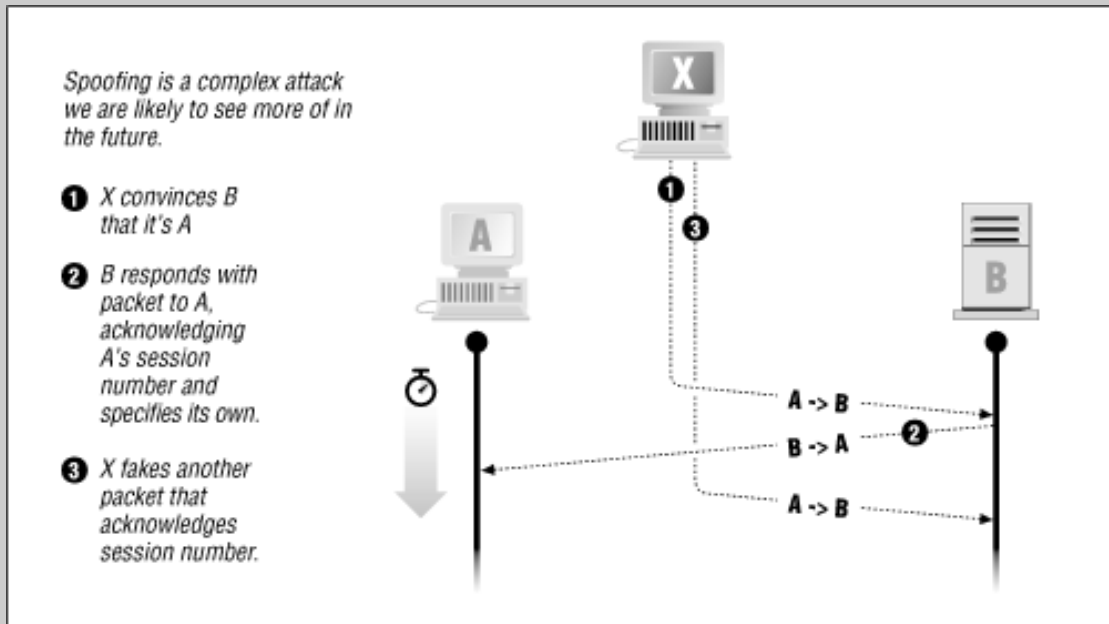 Spoofing is a complex attack
we are likely to see more of in
the future.
1 X convinces B
that it's A
2 B responds with
packet to A,
acknowledging
A's session
number and
specifies its own.
3 X fakes another
packet that
acknowledges
session number.
X
1
3
A
B
A -> B
2
B -> A
A -> B